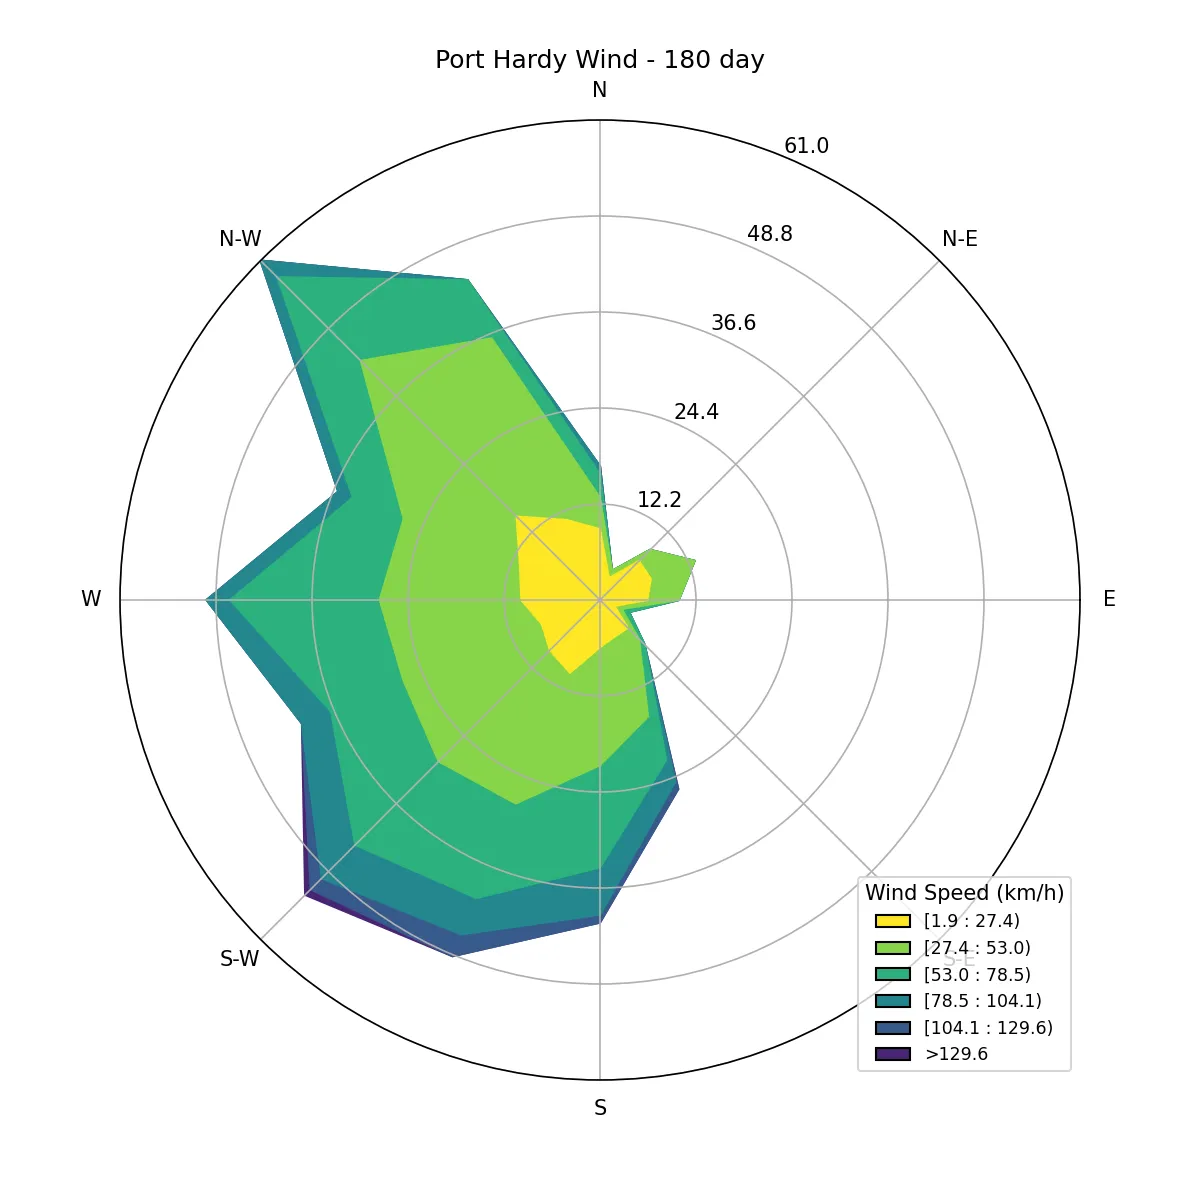 Port Hardy Wind - 180 day
N
61.0
48.8
N-W
N-E
36.6
24.4
12.2
W
E
S-W
S-E
S
Wind Speed (km/h)
[1.9 : 27.4)
[27.4 : 53.0)
[53.0 : 78.5)
[78.5 : 104.1)
[104.1 : 129.6)
>129.6